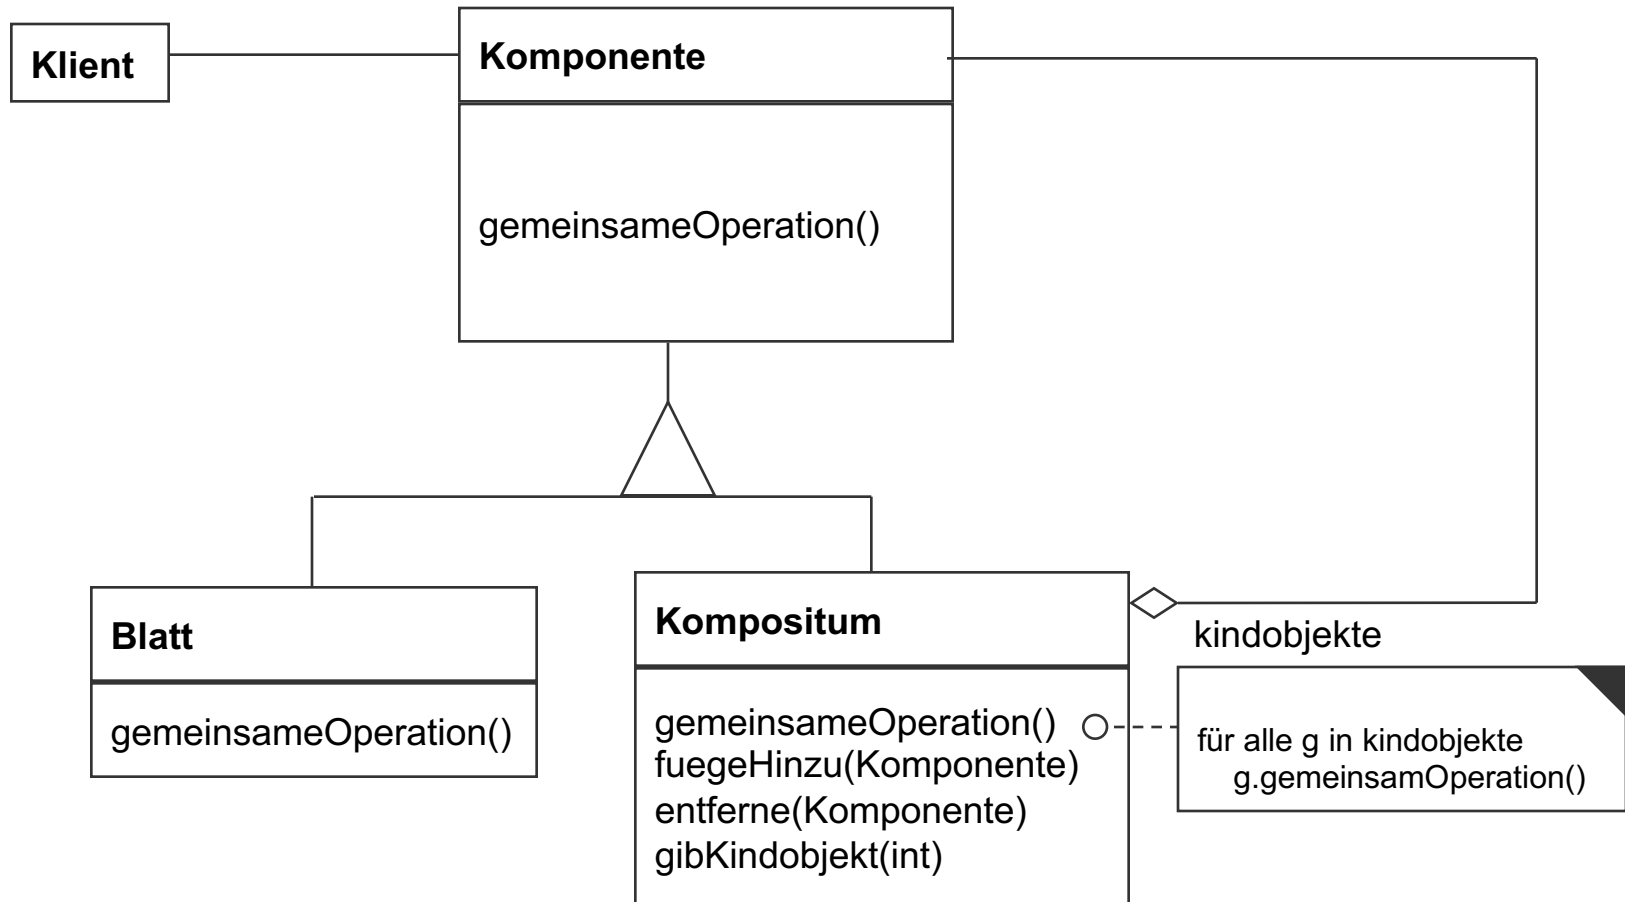 Klient
Komponente
gemeinsameOperation()
Blatt
gemeinsameOperation()
Kompositum
gemeinsameOperation()
fuegeHinzu(Komponente)
entferne(Komponente)
gibKindobjekt(int)
kindobjekte
für alle g in kindobjekte
g.gemeinsamOperation()